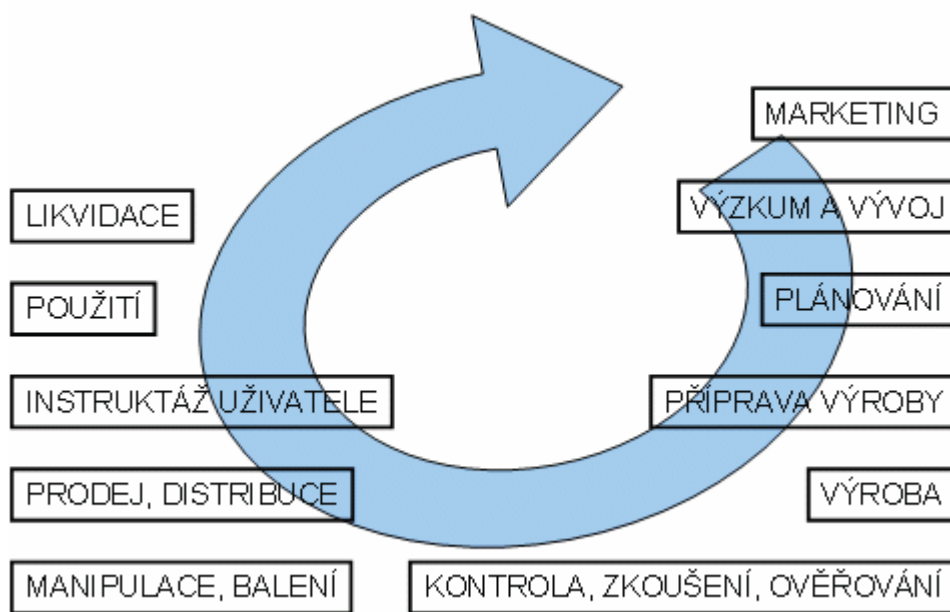 MARKETING
LIKVIDACE
VÝZKUM A VÝVOJ
POUŽITÍ
PLÁNOVÁNÍ
INSTRUKTÁŽ UŽIVATELE
PŘÍPRAVA VÝROBY
PRODEJ, DISTRIBUCE
VÝROBA
MANIPULACE, BALENÍ
KONTROLA, ZKOUŠENÍ, OVĚŘOVÁNÍ